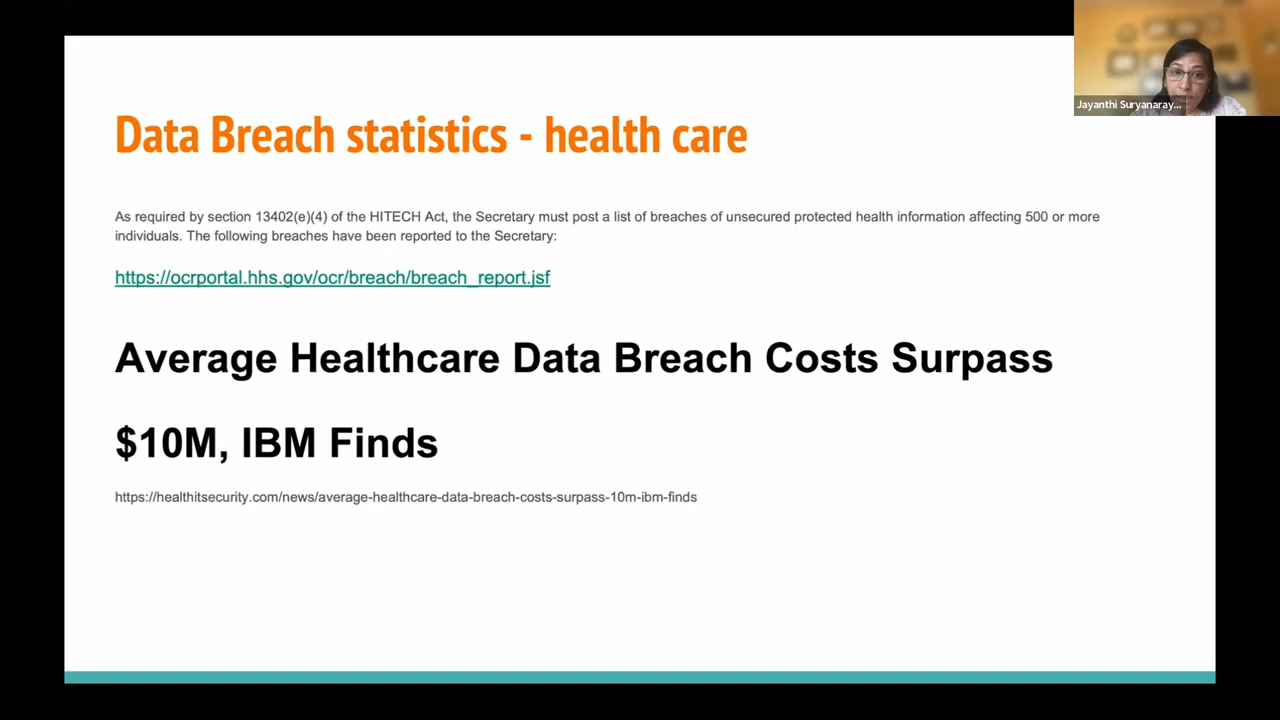 Jayanthi Suryanaray...
Data Breach statistics - health care
As required by section 13402(e)(4) of the HITECH Act, the Secretary must post a list of breaches of unsecured protected health information affecting 500 or more
individuals. The following breaches have been reported to the Secretary:
https://ocrportal.hhs.gov/ocr/breach/breach_report.jsf
Average Healthcare Data Breach Costs Surpass
$10M, IBM Finds
https://healthitsecurity.com/news/average-healthcare-data-breach-costs-surpass-10m-ibm-finds